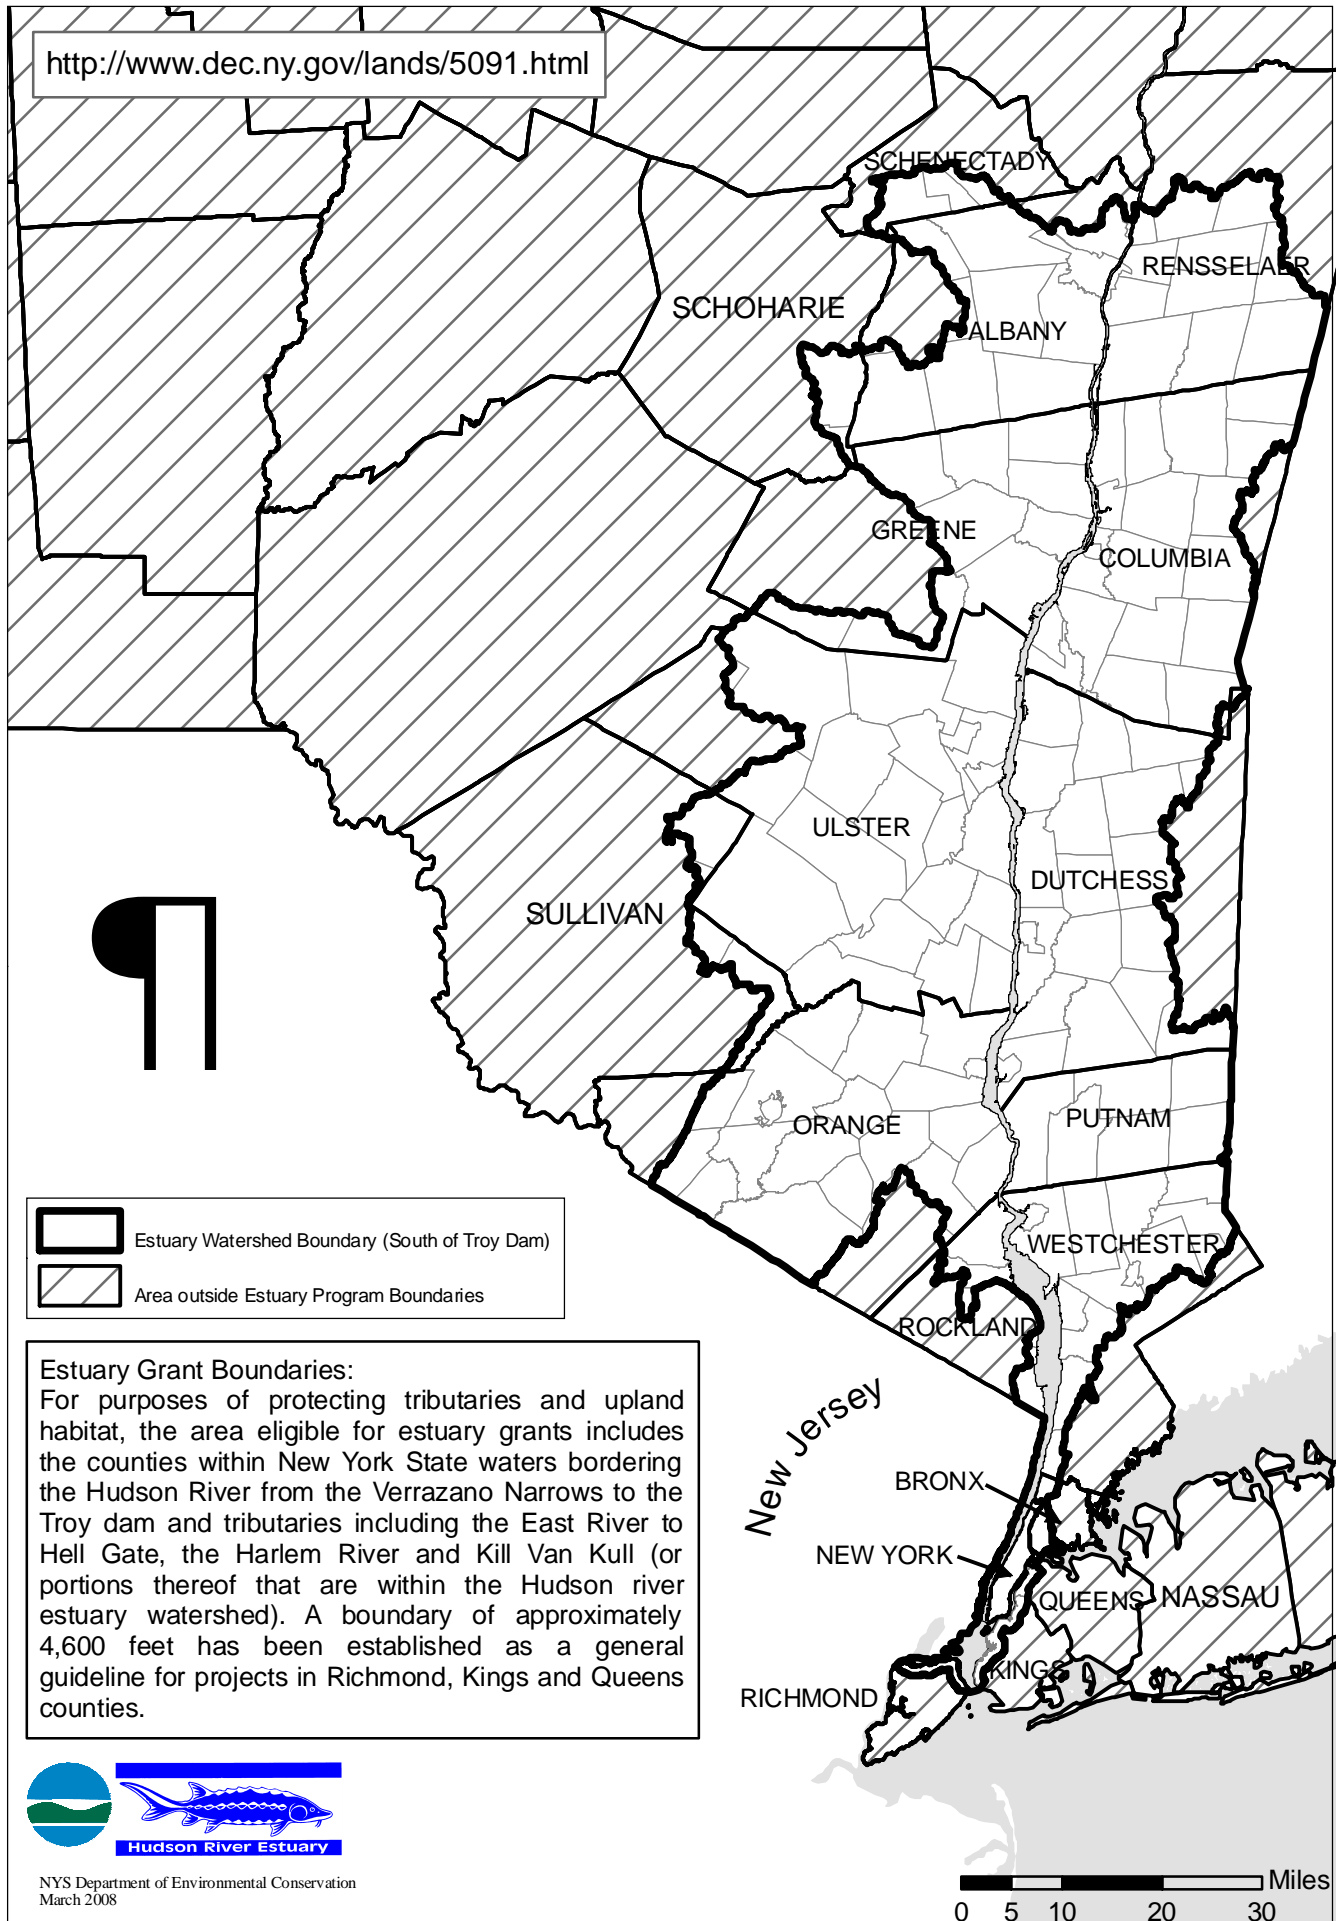 http://www.dec.ny.gov/lands/5091.html
SCHENECTADY
RENSSELAER
SCHOHARIE
ALBANY
GREENE
COLUMBIA
ULSTER
DUTCHESS
SULLIVAN
¶
ORANGE
PUTNAM
WESTCHESTER
ROCKLAND
Estuary Watershed Boundary (South of Troy Dam)
Area outside Estuary Program Boundaries
Estuary Grant Boundaries:
For purposes of protecting tributaries and upland
habitat, the area eligible for estuary grants includes
the counties within New York State waters bordering
the Hudson River from the Verrazano Narrows to the
Troy dam and tributaries including the East River to
Hell Gate, the Harlem River and Kill Van Kull (or
portions thereof that are within the Hudson river
estuary watershed). A boundary of approximately
4,600 feet has been established as a general
guideline for projects in Richmond, Kings and Queens
counties.
New Jersey
BRONX
NEW YORK
QUEENS
NASSAU
KINGS
RICHMOND
Hudson River Estuary
NYS Department of Environmental Conservation
March 2008
Miles
0 5 10 20 30